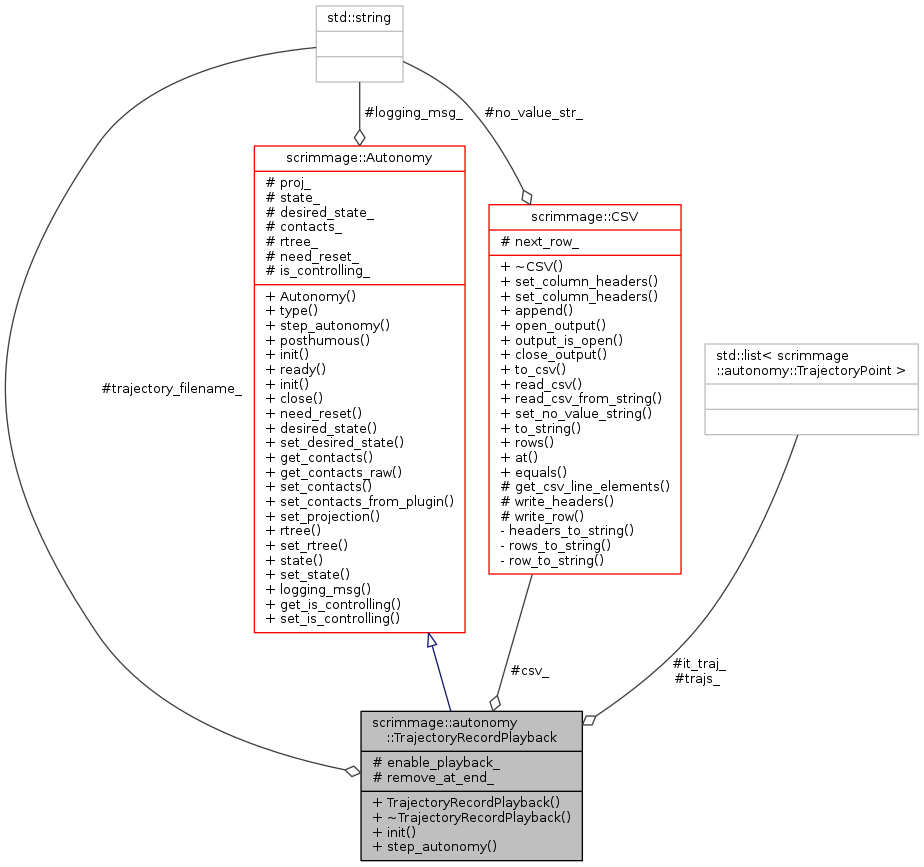 std::string
#logging_msg_
#no_value_str_
scrimmage::Autonomy
# proj_
# state_
# desired_state_
# contacts_
# rtree_
# need_reset_
# is_controlling_
+ Autonomy()
+ type()
+ step_autonomy()
+ posthumous()
+ init()
+ ready()
+ init()
+ close()
+ need_reset()
+ desired_state()
+ set_desired_state()
+ get_contacts()
+ get_contacts_raw()
+ set_contacts()
+ set_contacts_from_plugin()
+ set_projection()
+ rtree()
+ set_rtree()
+ state()
+ set_state()
+ logging_msg()
+ get_is_controlling()
+ set_is_controlling()
scrimmage::CSV
# next_row_
+ ~CSV()
+ set_column_headers()
+ set_column_headers()
+ append()
+ open_output()
+ output_is_open()
+ close_output()
+ to_csv()
+ read_csv()
+ read_csv_from_string()
+ set_no_value_string()
+ to_string()
+ rows()
+ at()
+ equals()
# get_csv_line_elements()
# write_headers()
# write_row()
- headers_to_string()
- rows_to_string()
- row_to_string()
std::list< scrimmage
::autonomy::TrajectoryPoint >
#trajectory_filename_
#csv_
#it_traj_
#trajs_
scrimmage::autonomy
::TrajectoryRecordPlayback
# enable_playback_
# remove_at_end_
+ TrajectoryRecordPlayback()
+ ~TrajectoryRecordPlayback()
+ init()
+ step_autonomy()